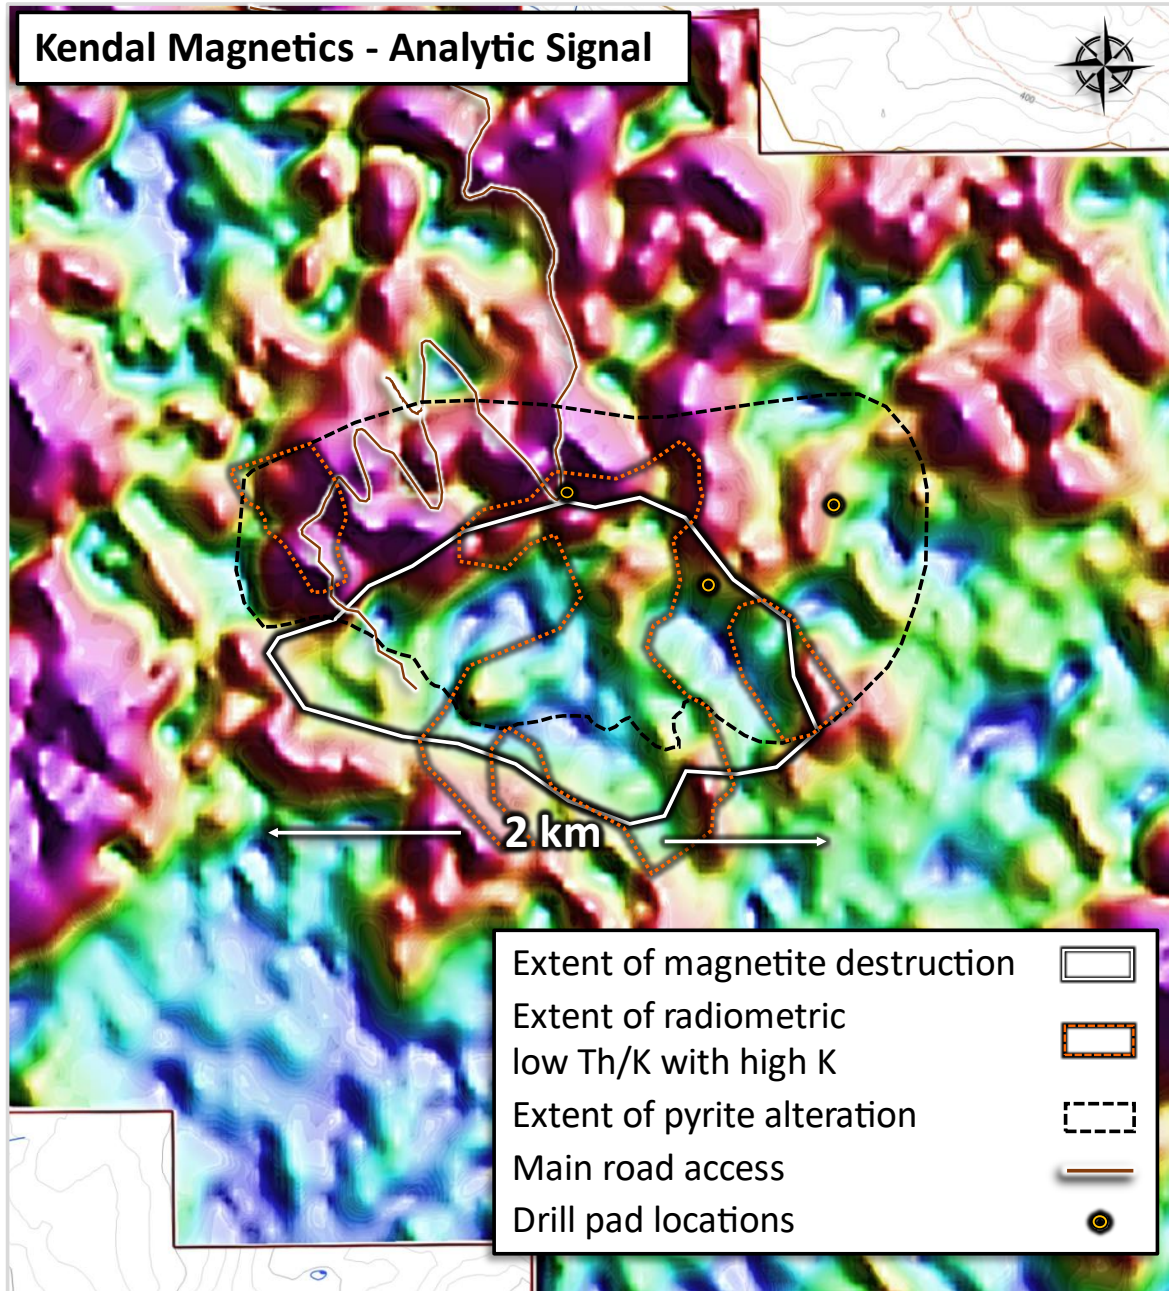 Kendal Magnetics - Analytic Signal
400
2 km
Extent of magnetite destruction
Extent of radiometric
low Th/K with high K
Extent of pyrite alteration
Main road access
Drill pad locations